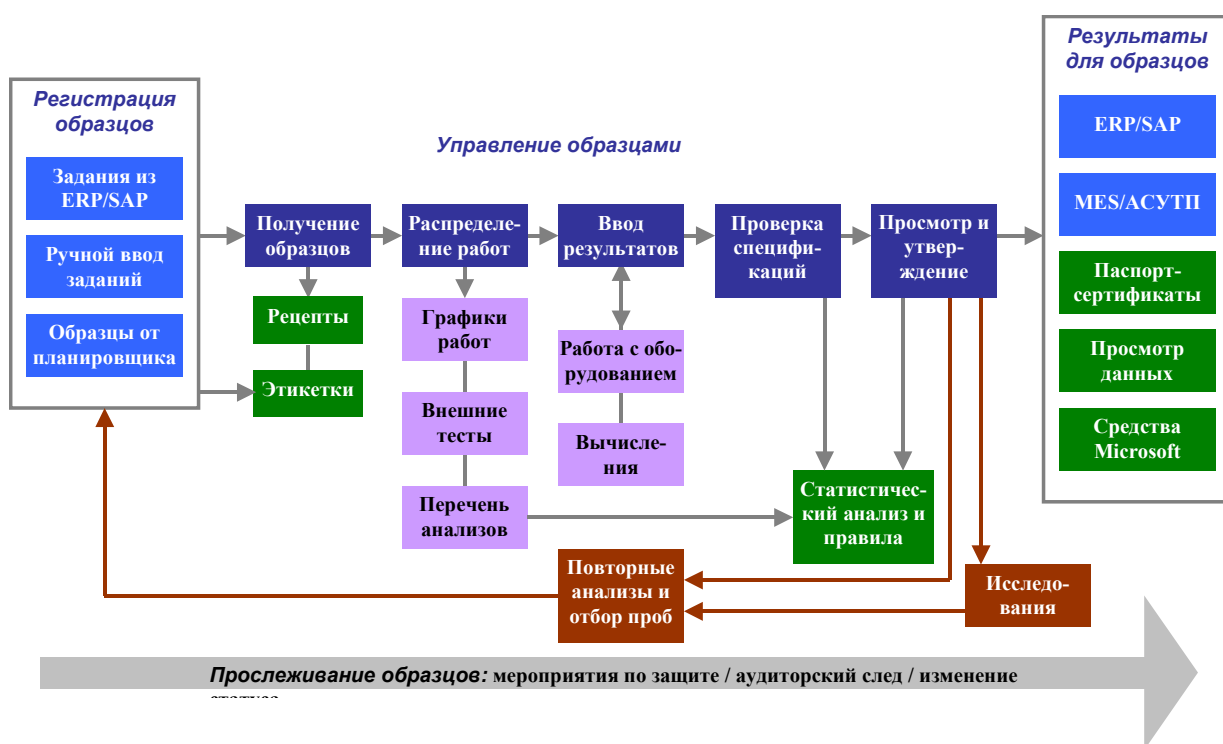 Регистрация
образцов
Задания из
ERP/SAP
Ручной ввод
заданий
Образцы от
планировщика
Управление образцами
Получение
образцов
Рецепты
Этикетки
Распределе-
ние работ
Графики
работ
Внешние
тесты
Перечень
анализов
Ввод
результатов
Работа с обо-
рудованием
Вычисле-
ния
Проверка
специфи-
каций
Просмотр и
утвер-
ждение
Статистичес-
кий анализ и
правила
Повторные
анализы и
отбор проб
Исследо-
вания
Результаты
для образцов
ERP/SAP
MES/АСУТП
Паспорт-
сертификаты
Просмотр
данных
Средства
Microsoft
Прослеживание образцов: мероприятия по защите / аудиторский след / изменение